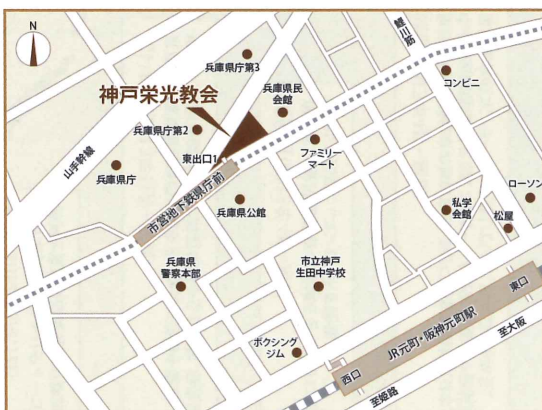 N
鯉川筋
兵庫県庁第3
兵庫県民
会館
コンビニ
神戸栄光教会
山手幹線
兵庫県庁第2
東出口1
ファミリー
マート
兵庫県庁
市営地下鉄県庁前
兵庫県公館
私学
会館
ローソン
松屋
兵庫県
警察本部
市立神戸
生田中学校
東口
JR元町・阪神元町駅
至大阪
ボクシング
ジム
西口
至姫路